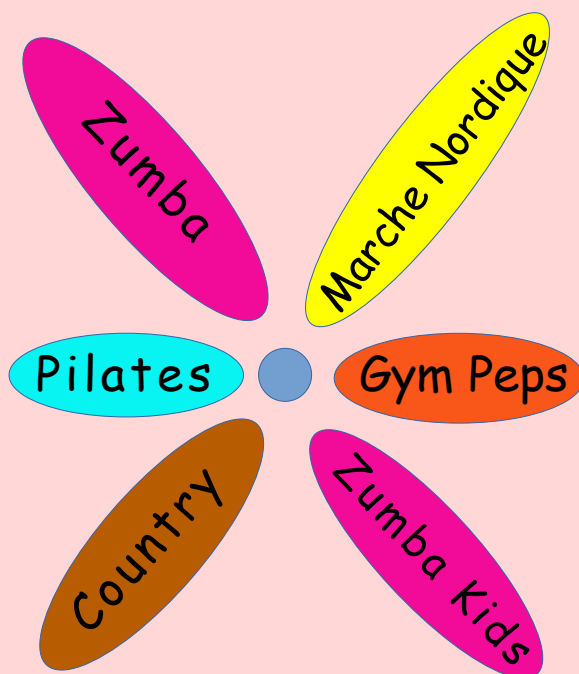 Zumba
Marche Nordique
Pilates
Gym Peps
Country
Zumba Kids